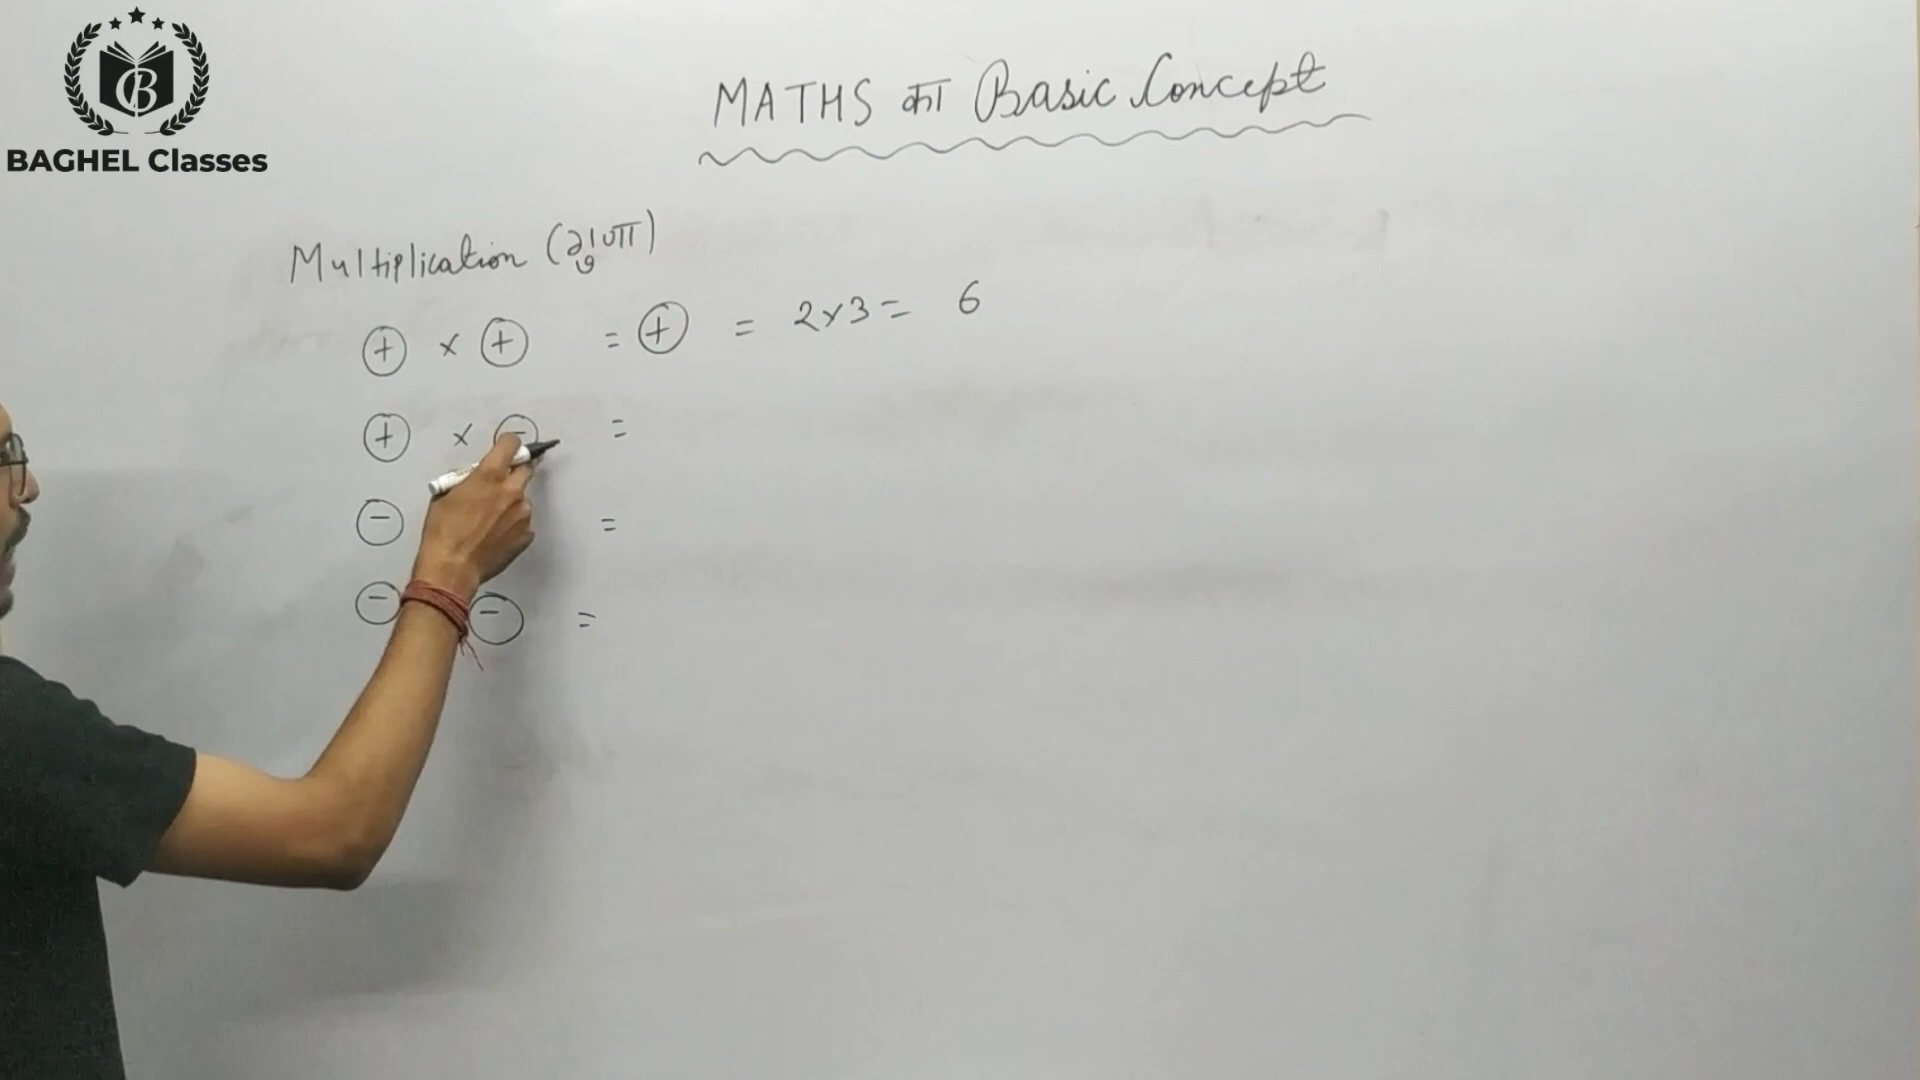 BAGHEL Classes
MATHS का Basic Concept
Multiplication (गुणा)
+ × + = + = 2×3 = 6
+ × - =
- =
- - =